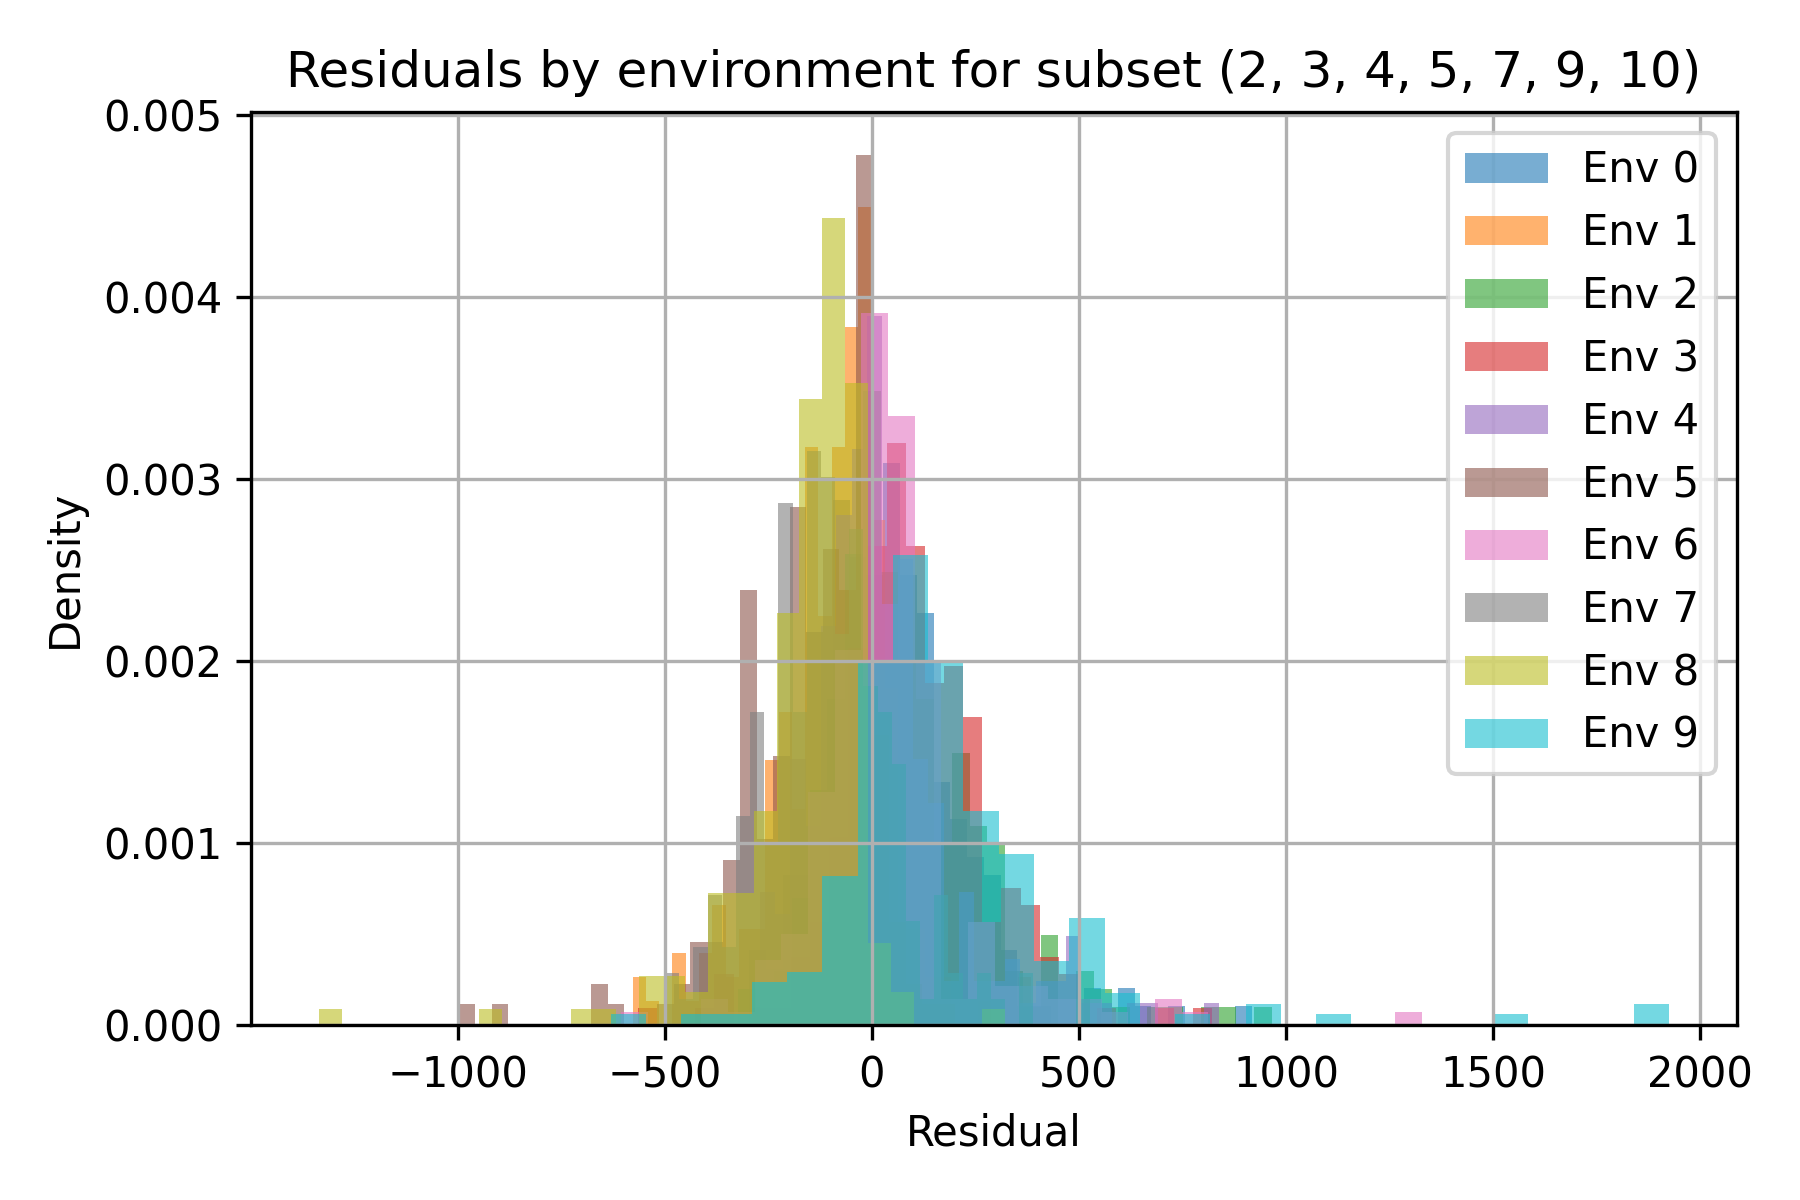 Residuals by environment for subset (2, 3, 4, 5, 7, 9, 10)
0.005
0.004
0.003
0.002
0.001
0.000
Density
−1000
−500
0
500
1000
1500
2000
Residual
Env 0
Env 1
Env 2
Env 3
Env 4
Env 5
Env 6
Env 7
Env 8
Env 9